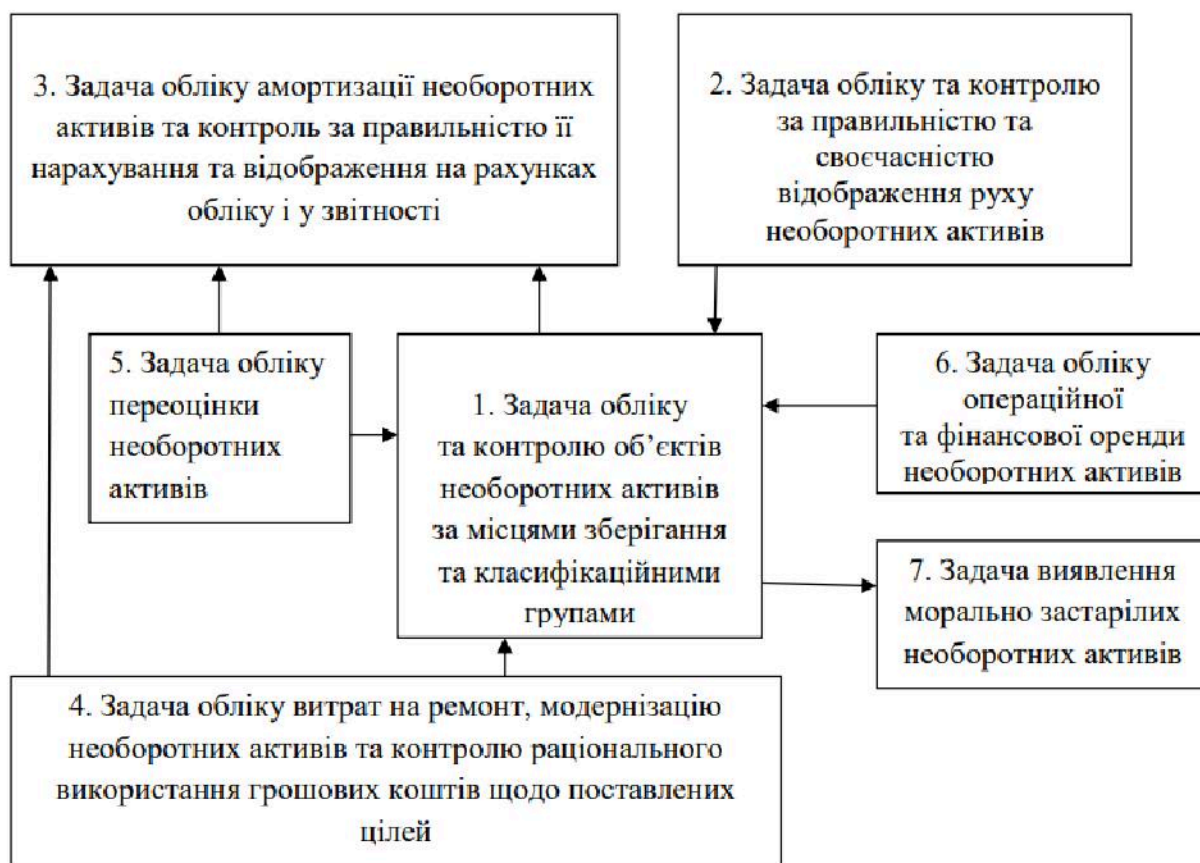 3. Задача обліку амортизації необоротних
активів та контроль за правильністю її
нарахування та відображення на рахунках
обліку і у звітності
2. Задача обліку та контролю
за правильністю та
своєчасністю
відображення руху
необоротних активів
5. Задача обліку
переоцінки
необоротних
активів
1. Задача обліку
та контролю об’єктів
необоротних активів
за місцями зберігання
та класифікаційними
групами
6. Задача обліку
операційної
та фінансової оренди
необоротних активів
7. Задача виявлення
морально застарілих
необоротних активів
4. Задача обліку витрат на ремонт, модернізацію
необоротних активів та контролю раціонального
використання грошових коштів щодо поставлених
цілей